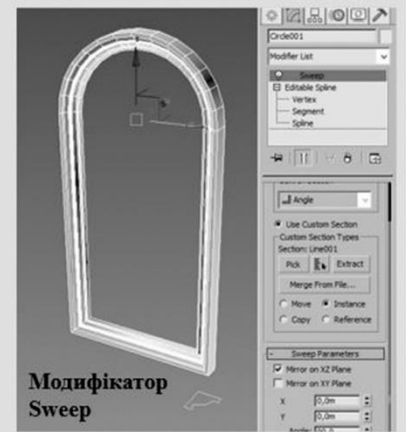 Circle001
Modifier List
Sweep
Editable Spline
Vertex
Segment
Spline
Angle
Use Custom Section
Custom Section Types
Section: Line001
Pick Extract
Merge From File...
Move Instance
Copy Reference
- Sweep Parameters
Mirror on XZ Plane
Mirror on XY Plane
X 0,0m
Y 0,0m
Модифікатор
Sweep